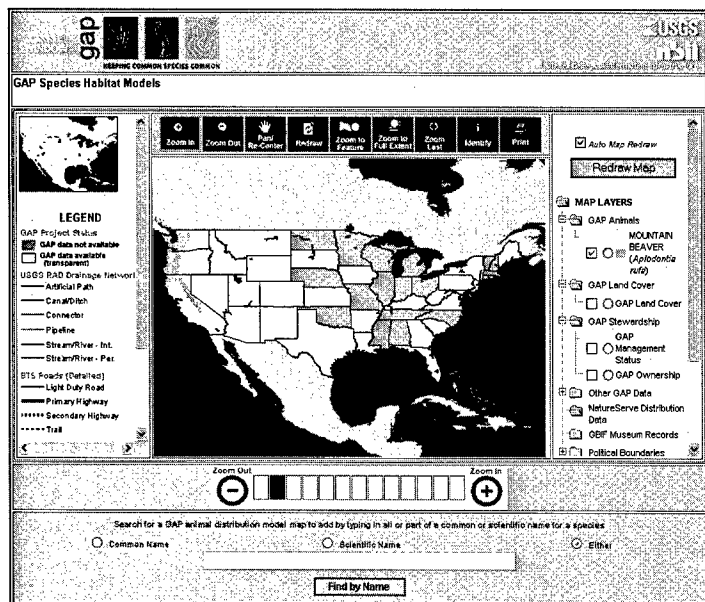 gap
KEEPING COMMON SPECIES COMMON
USGS
GAP Species Habitat Models
Zoom In
Zoom Out
Pan/
Re-Center
Redraw
Zoom to
Feature
Zoom to
Full Extent
Zoom
Last
Identify
Print
LEGEND
GAP Project Status
GAP data not available
GAP data available
(transparent)
USGS RAD Drainage Network
Artificial Path
Canal/Ditch
Connector
Pipeline
Stream/River - Int.
Stream/River - Per.
BTS Roads (Detailed)
Light Duty Road
Primary Highway
Secondary Highway
Trail
Auto Map Redraw
Redraw Map
MAP LAYERS
GAP Animals
MOUNTAIN
BEAVER
(Aplodontia
rufa)
GAP Land Cover
GAP Land Cover
GAP Stewardship
GAP
Management
Status
GAP Ownership
Other GAP Data
NatureServe Distribution
Data
GBIF Museum Records
Political Boundaries
Zoom Out
Zoom In
Search for a GAP animal distribution model map to add by typing in all or part of a common or scientific name for a species
Common Name
Scientific Name
Either
Find by Name